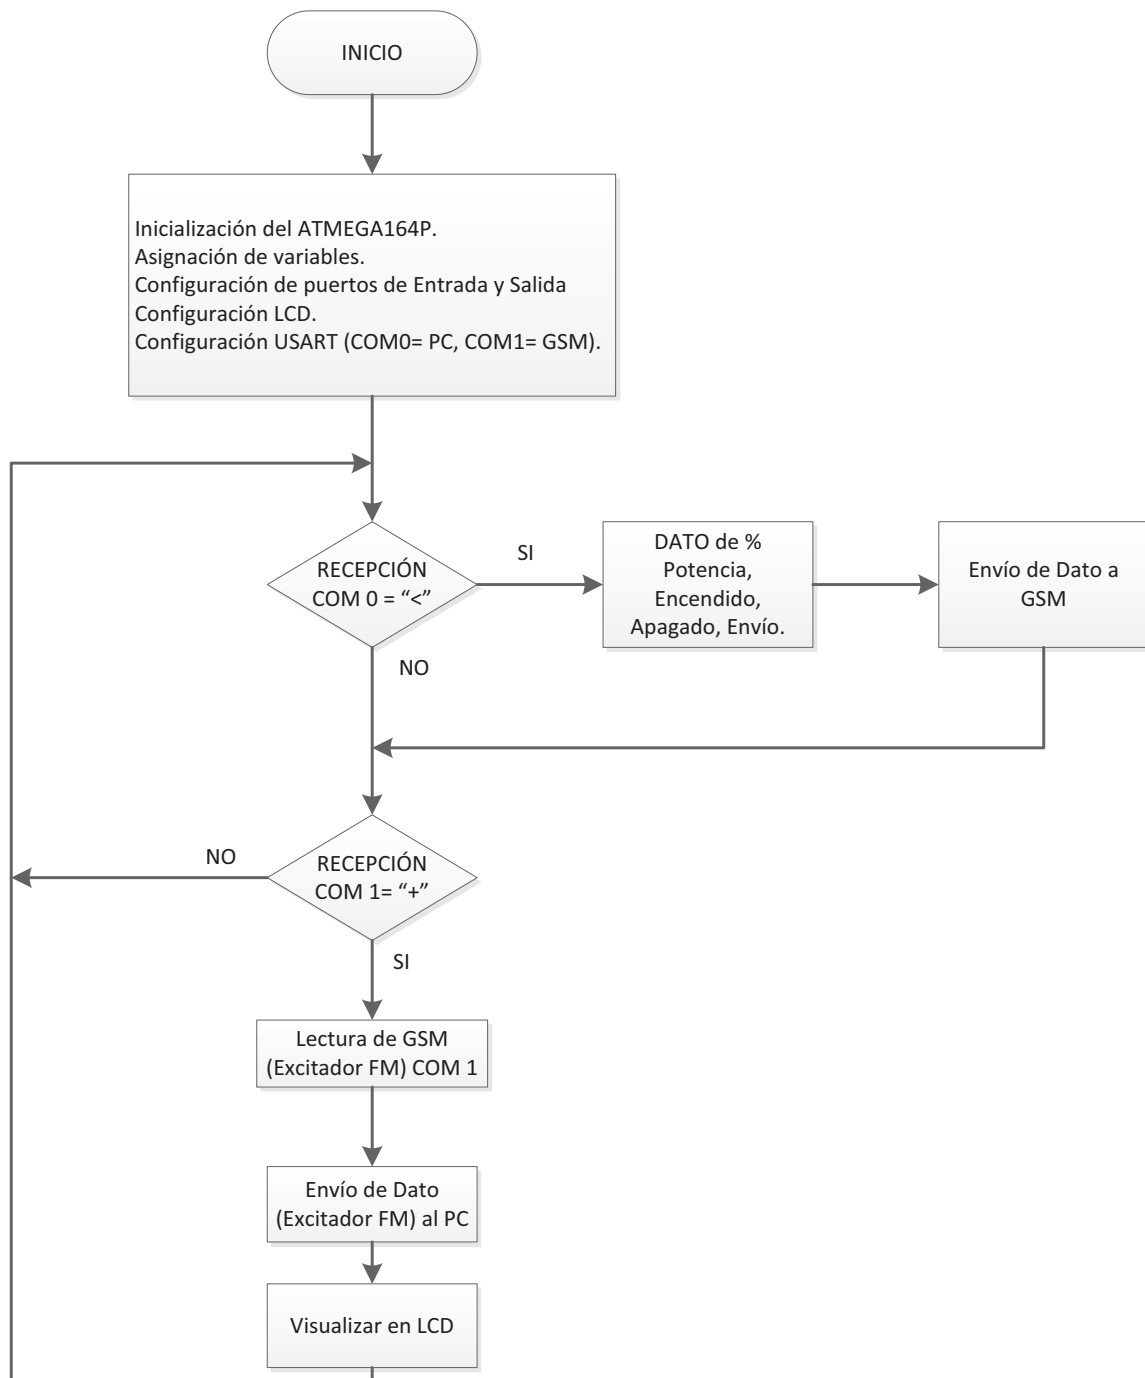 INICIO
Inicialización del ATMEGA164P.
Asignación de variables.
Configuración de puertos de Entrada y Salida
Configuración LCD.
Configuración USART (COM0= PC, COM1= GSM).
RECEPCIÓN
COM 0 = “<”
SI
DATO de %
Potencia,
Encendido,
Apagado, Envío.
Envío de Dato a
GSM
NO
RECEPCIÓN
COM 1= “+”
NO
SI
Lectura de GSM
(Excitador FM) COM 1
Envío de Dato
(Excitador FM) al PC
Visualizar en LCD